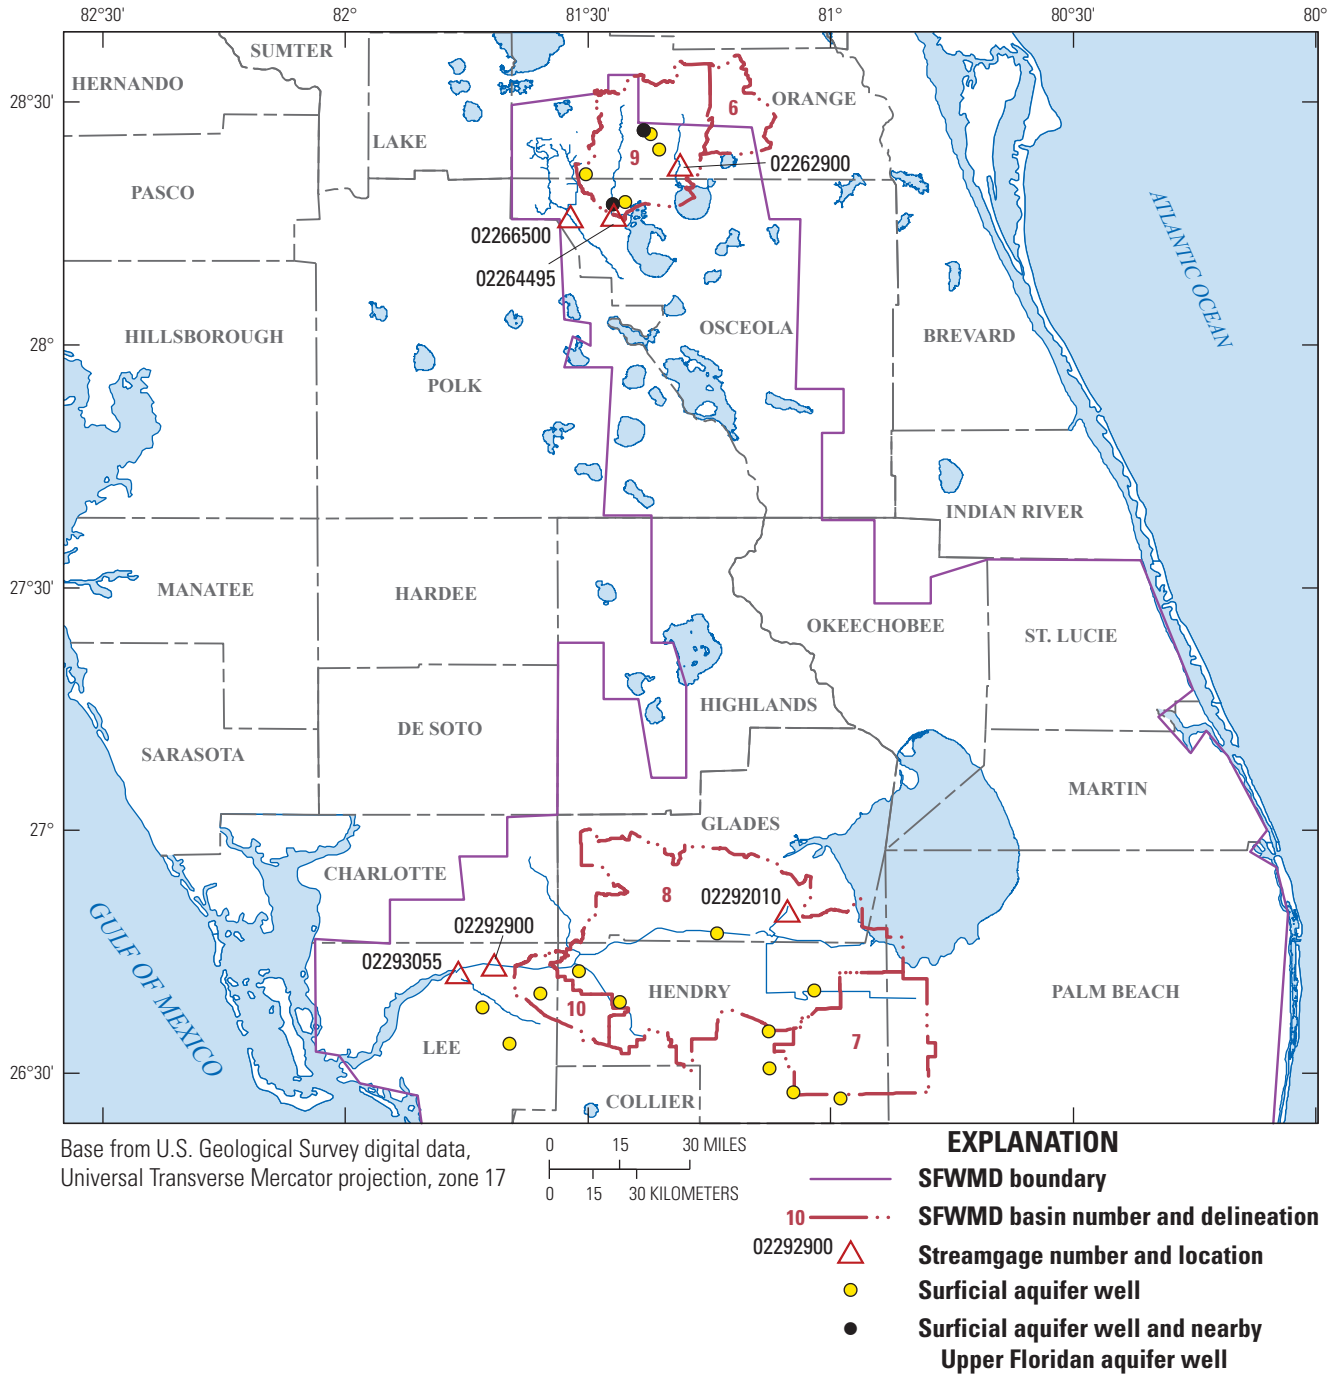 82°30'
82°
81°30'
81°
80°30'
80°
SUMTER
HERNANDO
28°30'
ORANGE
6
9
LAKE
02262900
PASCO
02266500
02264495
ATLANTIC OCEAN
OSCEOLA
BREVARD
HILLSBOROUGH
28°
POLK
INDIAN RIVER
27°30'
MANATEE
HARDEE
OKEECHOBEE
ST. LUCIE
HIGHLANDS
DE SOTO
SARASOTA
MARTIN
27°
GLADES
CHARLOTTE
8
02292010
GULF OF MEXICO
02292900
02293055
HENDRY
PALM BEACH
10
7
LEE
26°30'
COLLIER
Base from U.S. Geological Survey digital data,
Universal Transverse Mercator projection, zone 17
0 15 30 MILES
0 15 30 KILOMETERS
EXPLANATION
SFWMD boundary
10 SFWMD basin number and delineation
02292900 Streamgage number and location
Surficial aquifer well
Surficial aquifer well and nearby
Upper Floridan aquifer well